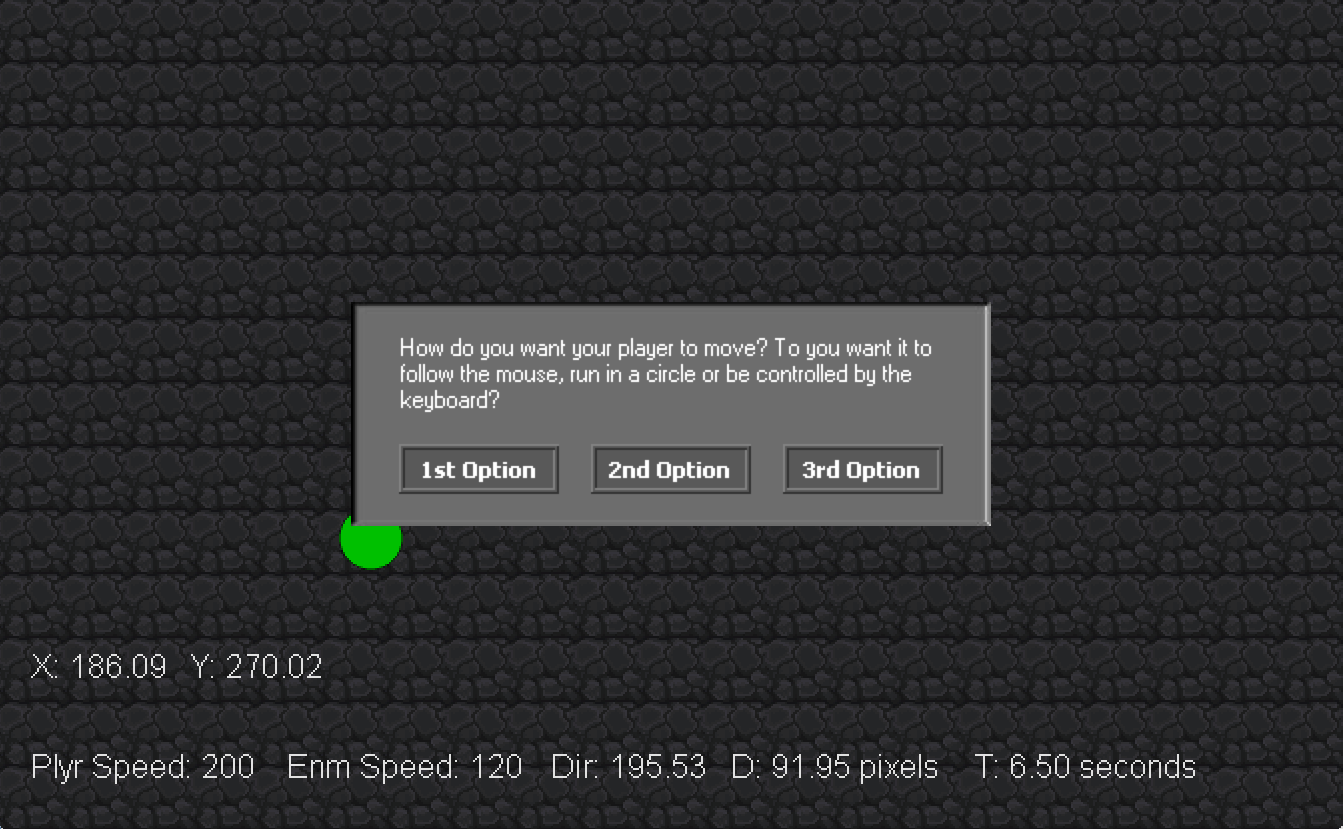 How do you want your player to move? To you want it to
follow the mouse, run in a circle or be controlled by the
keyboard?
1st Option 2nd Option 3rd Option
X: 186.09 Y: 270.02
Plyr Speed: 200 Enm Speed: 120 Dir: 195.53 D: 91.95 pixels T: 6.50 seconds